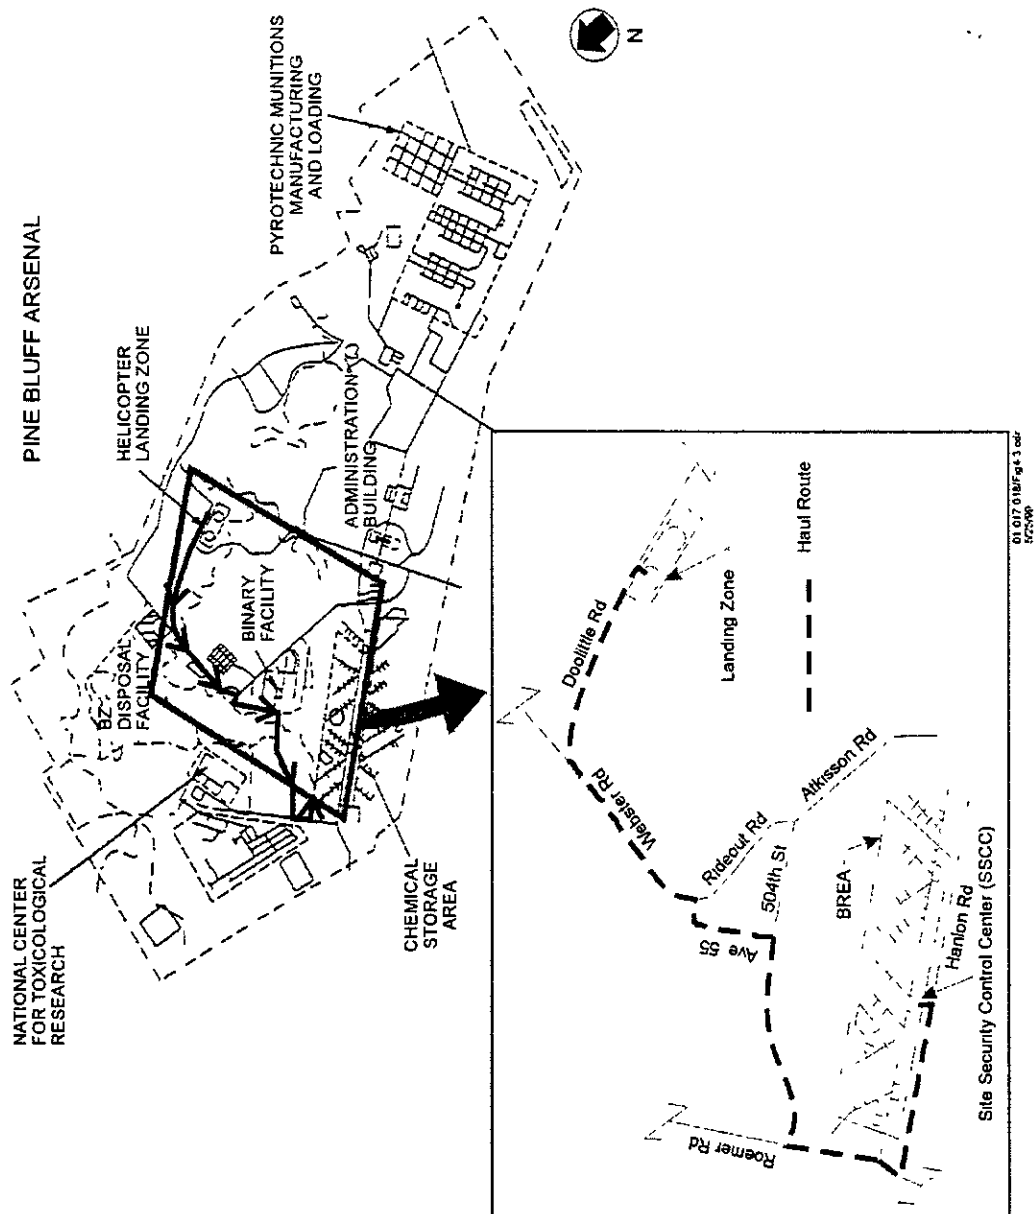 PINE BLUFF ARSENAL
NATIONAL CENTER
FOR TOXICOLOGICAL
RESEARCH
BZ
DISPOSAL
FACILITY
HELICOPTER
LANDING ZONE
PYROTECHNIC MUNITIONS
MANUFACTURING
AND LOADING
BINARY
FACILITY
ADMINISTRATION
BUILDING
CHEMICAL
STORAGE
AREA
N
Doolittle Rd
Webster Rd
Landing Zone
Rideout Rd
Atkisson Rd
504th St
Ave 55
Haul Route
Roemer Rd
BREA
Hanlon Rd
Site Security Control Center (SSCC)